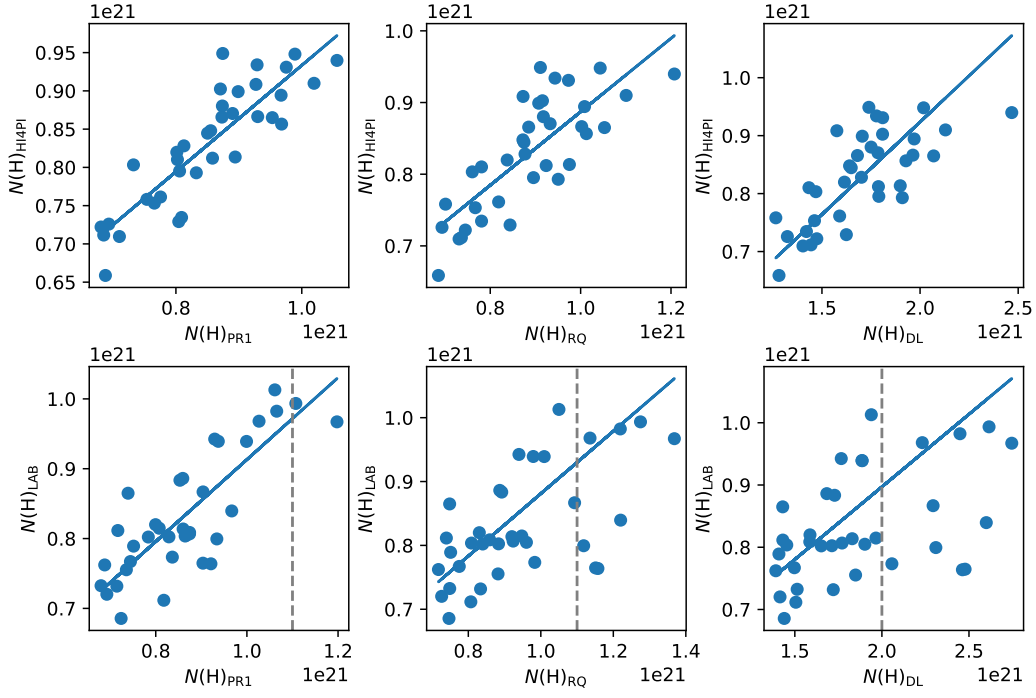 1e21 1e21 1e21
N(H)HI4PI 0.95 0.90 0.85 0.80 0.75 0.70 0.65
0.8 1.0
N(H)PR1 1e21
N(H)HI4PI 1.0 0.9 0.8 0.7
0.8 1.0 1.2
N(H)RQ 1e21
N(H)HI4PI 1.0 0.9 0.8 0.7
1.5 2.0 2.5
N(H)DL 1e21
1e21 1e21 1e21
N(H)LAB 1.0 0.9 0.8 0.7
0.8 1.0 1.2
N(H)PR1 1e21
N(H)LAB 1.0 0.9 0.8 0.7
0.8 1.0 1.2 1.4
N(H)RQ 1e21
N(H)LAB 1.0 0.9 0.8 0.7
1.5 2.0 2.5
N(H)DL 1e21